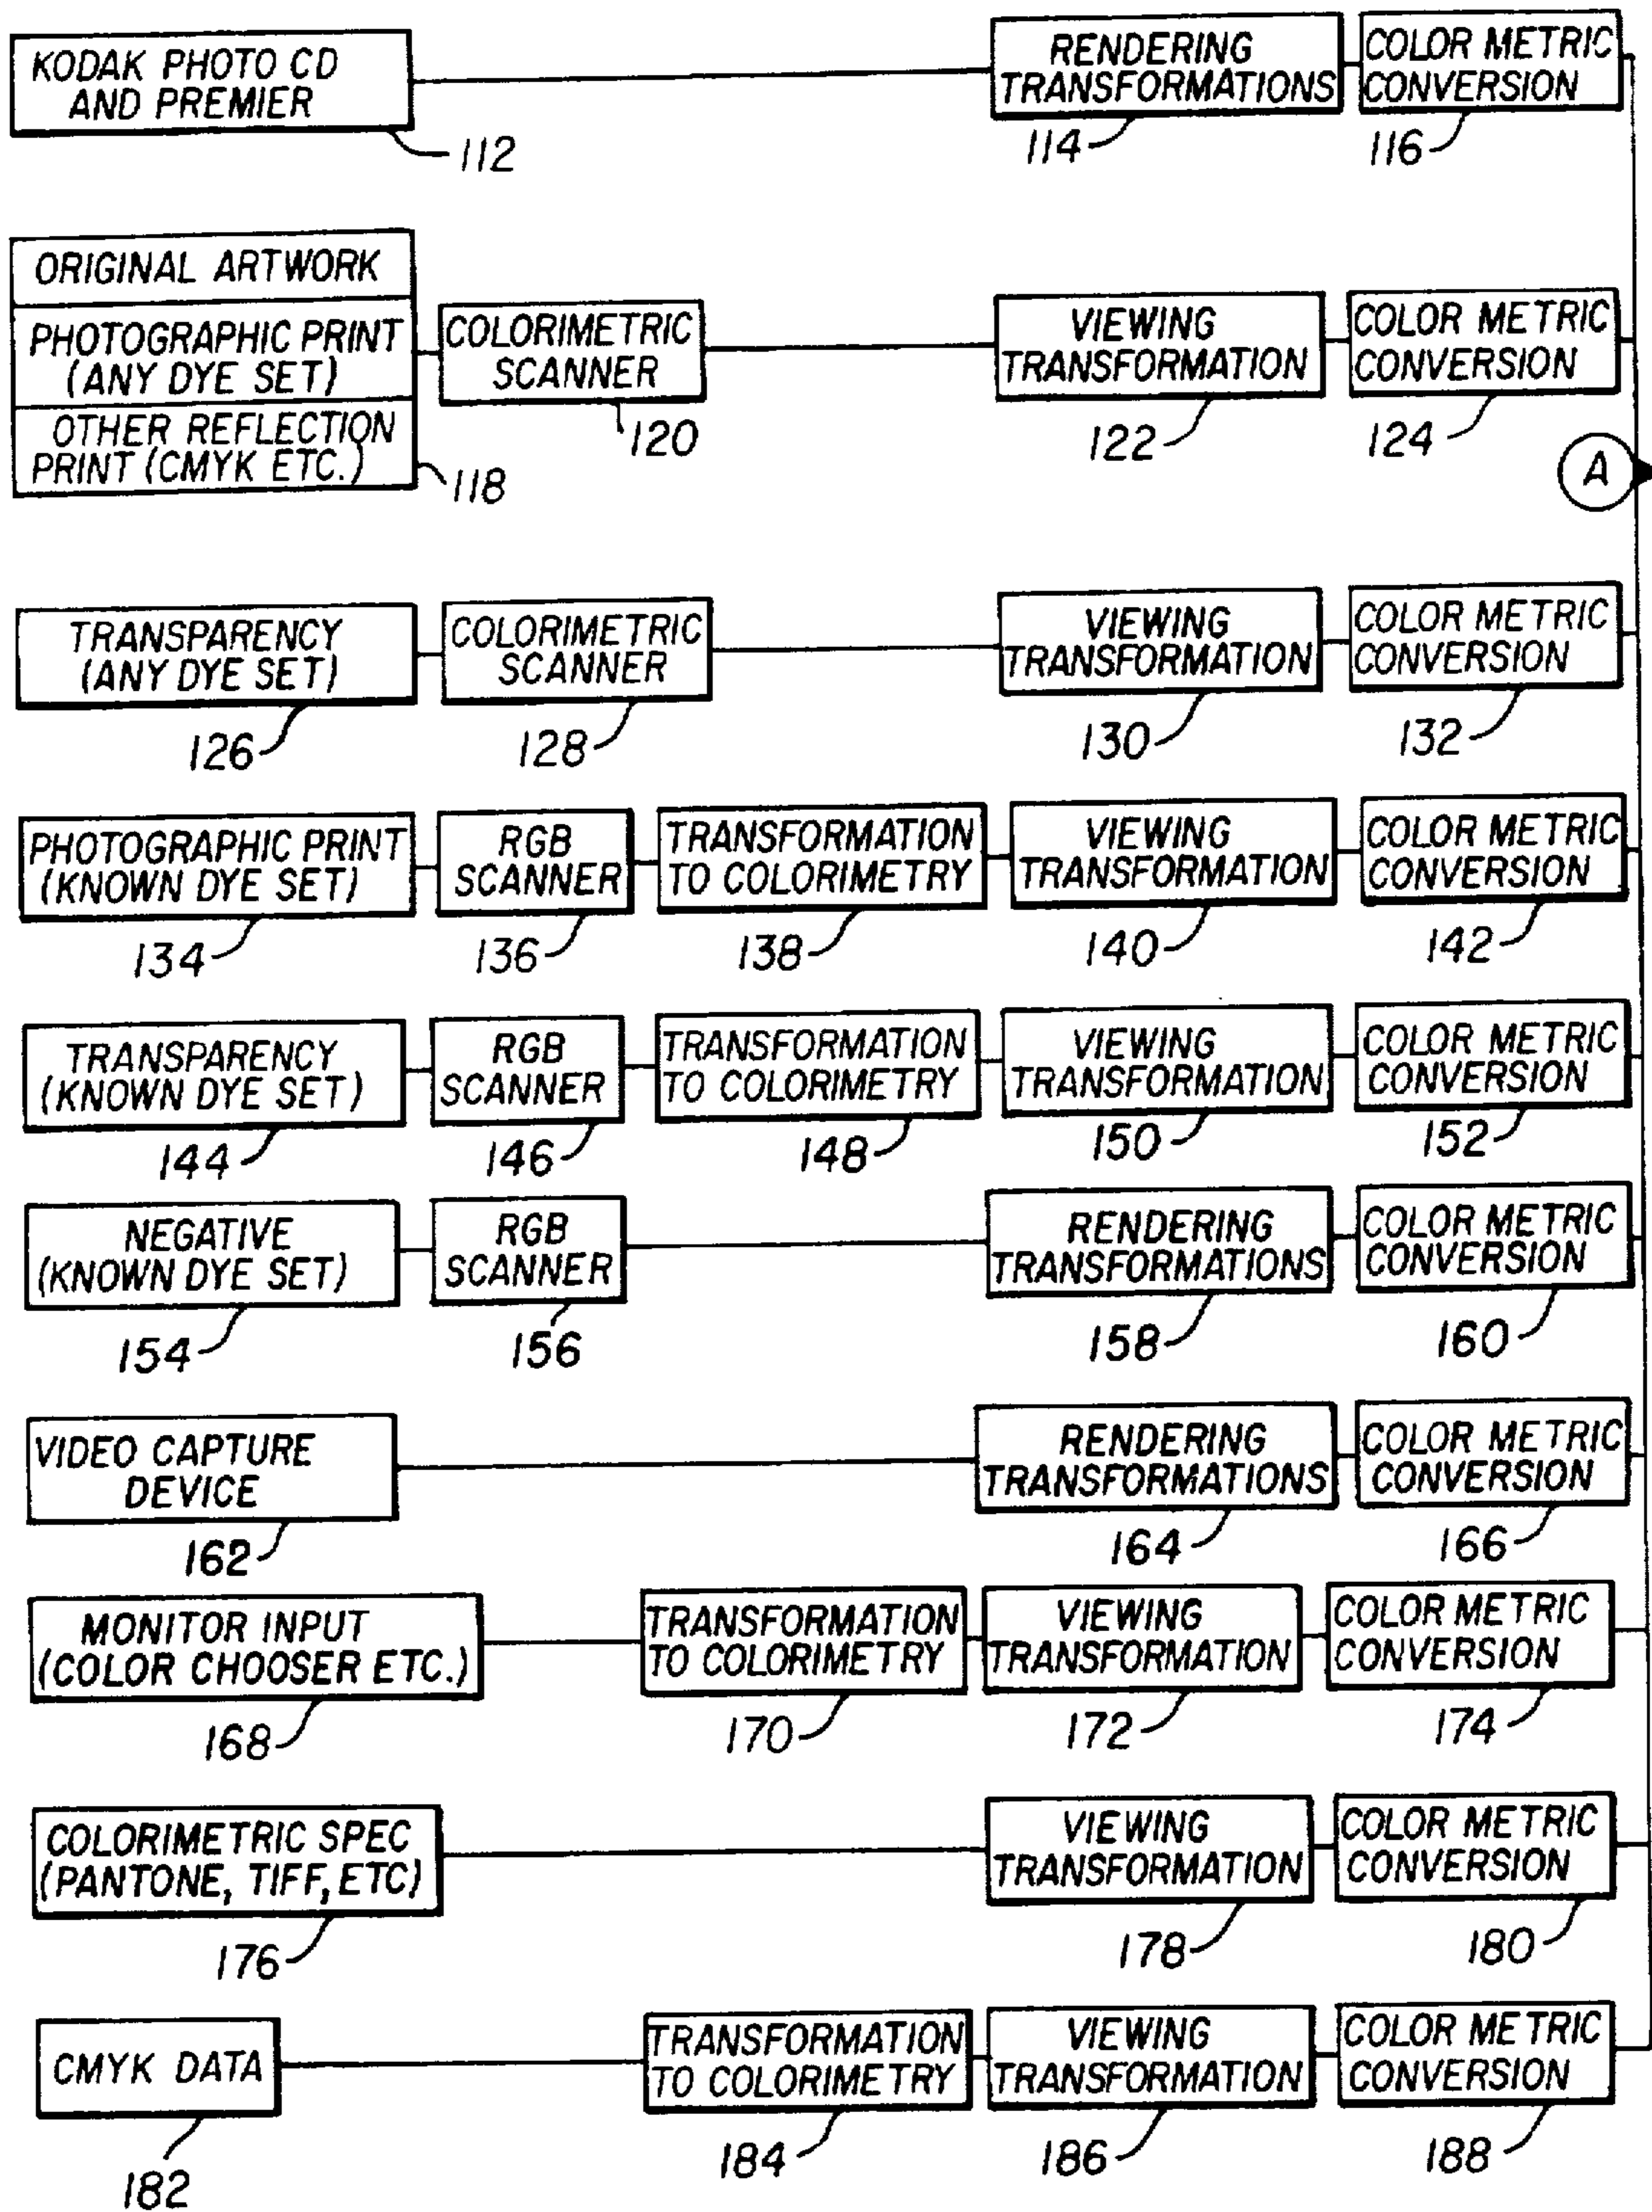 KODAK PHOTO CD
AND PREMIER
RENDERING
TRANSFORMATIONS
COLOR METRIC
CONVERSION
112
114
116
ORIGINAL ARTWORK
PHOTOGRAPHIC PRINT
(ANY DYE SET)
OTHER REFLECTION
PRINT (CMYK ETC.)
COLORIMETRIC
SCANNER
VIEWING
TRANSFORMATION
COLOR METRIC
CONVERSION
118
120
122
124
A
TRANSPARENCY
(ANY DYE SET)
COLORIMETRIC
SCANNER
VIEWING
TRANSFORMATION
COLOR METRIC
CONVERSION
126
128
130
132
PHOTOGRAPHIC PRINT
(KNOWN DYE SET)
RGB
SCANNER
TRANSFORMATION
TO COLORIMETRY
VIEWING
TRANSFORMATION
COLOR METRIC
CONVERSION
134
136
138
140
142
TRANSPARENCY
(KNOWN DYE SET)
RGB
SCANNER
TRANSFORMATION
TO COLORIMETRY
VIEWING
TRANSFORMATION
COLOR METRIC
CONVERSION
144
146
148
150
152
NEGATIVE
(KNOWN DYE SET)
RGB
SCANNER
RENDERING
TRANSFORMATIONS
COLOR METRIC
CONVERSION
154
156
158
160
VIDEO CAPTURE
DEVICE
RENDERING
TRANSFORMATIONS
COLOR METRIC
CONVERSION
162
164
166
MONITOR INPUT
(COLOR CHOOSER ETC.)
TRANSFORMATION
TO COLORIMETRY
VIEWING
TRANSFORMATION
COLOR METRIC
CONVERSION
168
170
172
174
COLORIMETRIC SPEC
(PANTONE, TIFF, ETC)
VIEWING
TRANSFORMATION
COLOR METRIC
CONVERSION
176
178
180
CMYK DATA
TRANSFORMATION
TO COLORIMETRY
VIEWING
TRANSFORMATION
COLOR METRIC
CONVERSION
182
184
186
188